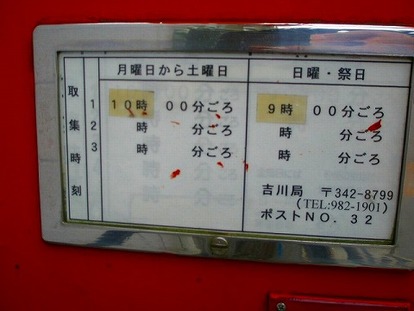 月曜日から土曜日 日曜・祭日
取集時刻
1 10時 00分ごろ 9時 00分ごろ
2 時 分ごろ 時 分ごろ
3 時 分ごろ 時 分ごろ
吉川局 〒342-8799
(TEL:982-1901)
ポストNO. 32